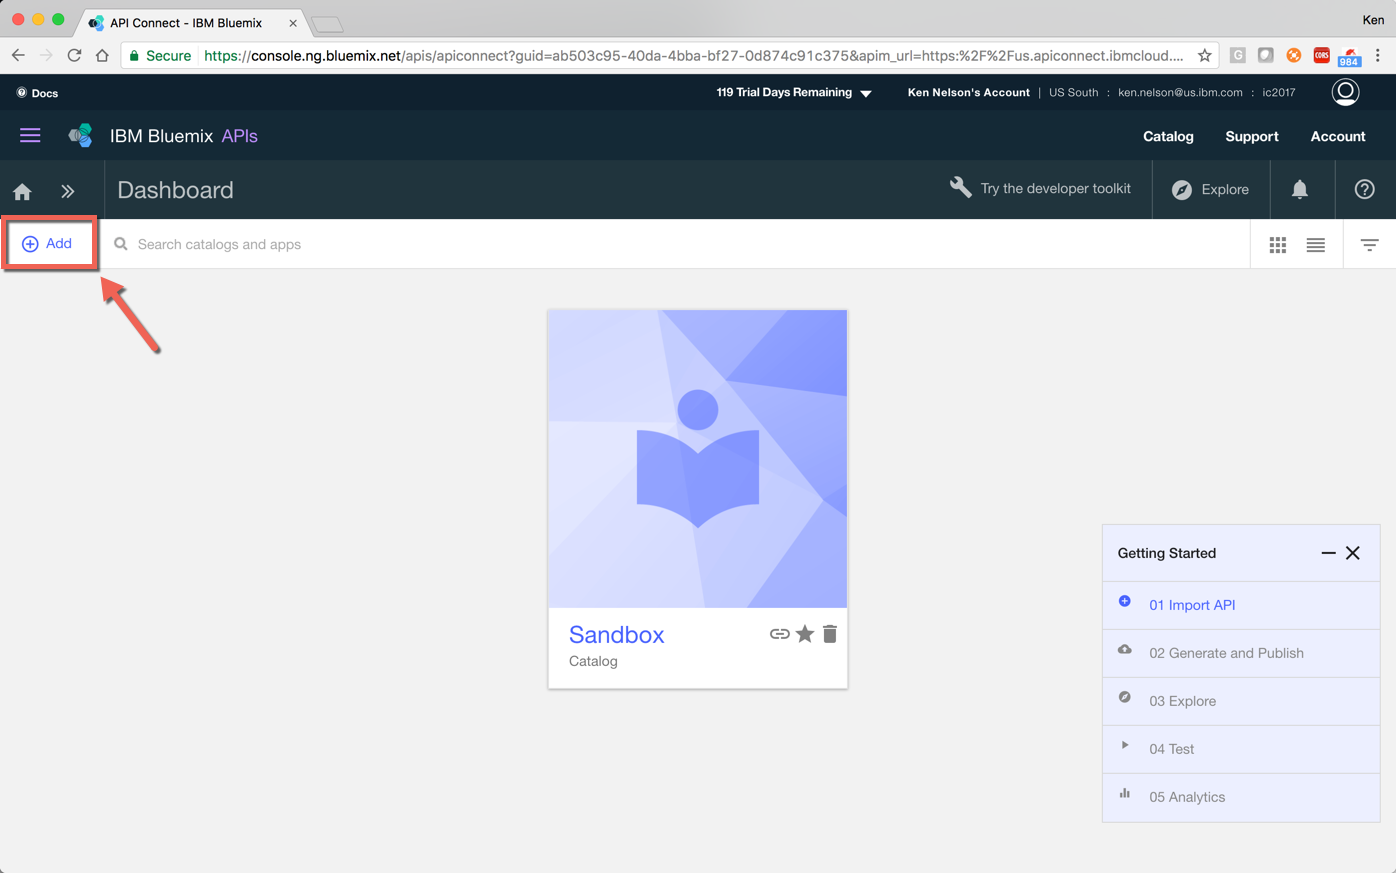 API Connect - IBM Bluemix
Ken
Secure https://console.ng.bluemix.net/apis/apiconnect?guid=ab503c95-40da-4bba-bf27-0d874c91c375&apim_url=https:%2F%2Fus.apiconnect.ibmcloud....
G
CORS
984
Docs
119 Trial Days Remaining
Ken Nelson's Account | US South : ken.nelson@us.ibm.com : ic2017
IBM Bluemix APIs
Catalog
Support
Account
Dashboard
Try the developer toolkit
Explore
Add
Search catalogs and apps
Sandbox
Catalog
Getting Started
01 Import API
02 Generate and Publish
03 Explore
04 Test
05 Analytics